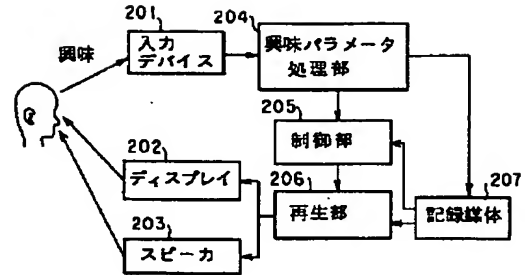 興味
201
入力
デバイス
204
興味パラメータ
処理部
205
制御部
202
ディスプレイ
206
再生部
207
記録媒体
203
スピーカ